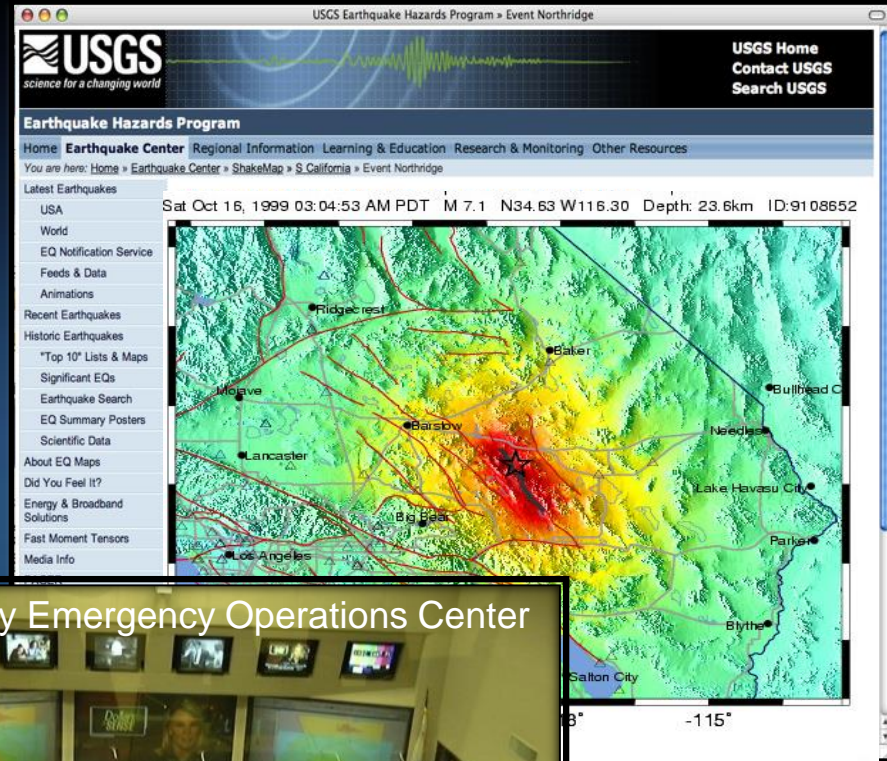 USGS Earthquake Hazards Program » Event Northridge
USGS
science for a changing world
USGS Home
Contact USGS
Search USGS
Earthquake Hazards Program
Home Earthquake Center Regional Information Learning & Education Research & Monitoring Other Resources
You are here: Home » Earthquake Center » ShakeMap » S California » Event Northridge
Latest Earthquakes
USA
World
EQ Notification Service
Feeds & Data
Animations
Recent Earthquakes
Historic Earthquakes
"Top 10" Lists & Maps
Significant EQs
Earthquake Search
EQ Summary Posters
Scientific Data
About EQ Maps
Did You Feel It?
Energy & Broadband
Solutions
Fast Moment Tensors
Media Info
Sat Oct 16, 1999 03:04:53 AM PDT M 7.1 N34.63 W116.30 Depth: 23.6km ID:9108652
Ridgecrest
Baker
Mojave
Bullhead C
Barstow
Needles
Lancaster
Lake Havasu City
Big Bear
Parker
Los Angeles
Blythe
Salton City
-115°
y Emergency Operations Center